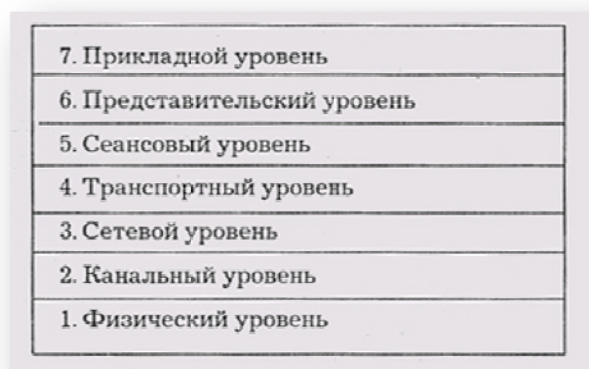 7. Прикладной уровень
6. Представительский уровень
5. Сеансовый уровень
4. Транспортный уровень
3. Сетевой уровень
2. Канальный уровень
1. Физический уровень